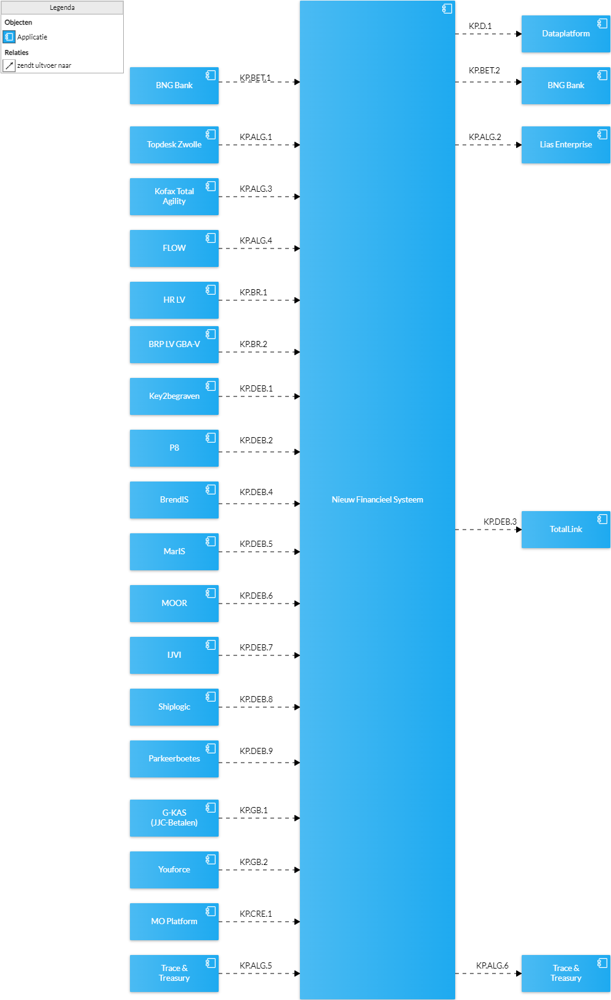 Legenda
Objecten
Applicatie
Relaties
zendt uitvoer naar
KP.D.1
Dataplatform
BNG Bank
KP.BET.1
KP.BET.2
BNG Bank
Topdesk Zwolle
KP.ALG.1
KP.ALG.2
Lias Enterprise
Kofax Total
Agility
KP.ALG.3
FLOW
KP.ALG.4
HR LV
KP.BR.1
BRP LV GBA-V
KP.BR.2
Key2begraven
KP.DEB.1
P8
KP.DEB.2
BrendIS
KP.DEB.4
Nieuw Financieel Systeem
KP.DEB.3
TotalLink
MarIS
KP.DEB.5
MOOR
KP.DEB.6
IJVI
KP.DEB.7
Shiplogic
KP.DEB.8
Parkeerboetes
KP.DEB.9
G-KAS
(JJC-Betalen)
KP.GB.1
Youforce
KP.GB.2
MO Platform
KP.CRE.1
Trace &
Treasury
KP.ALG.5
KP.ALG.6
Trace &
Treasury